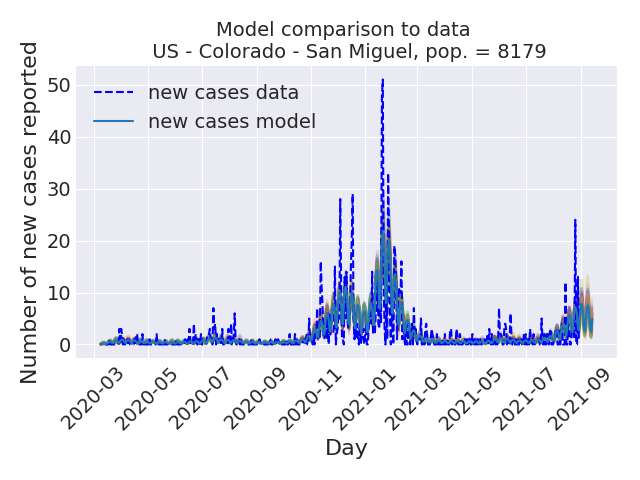 Model comparison to data
US - Colorado - San Miguel, pop. = 8179
Number of new cases reported
50
40
30
20
10
0
new cases data
new cases model
2020-03
2020-05
2020-07
2020-09
2020-11
2021-01
2021-03
2021-05
2021-07
2021-09
Day